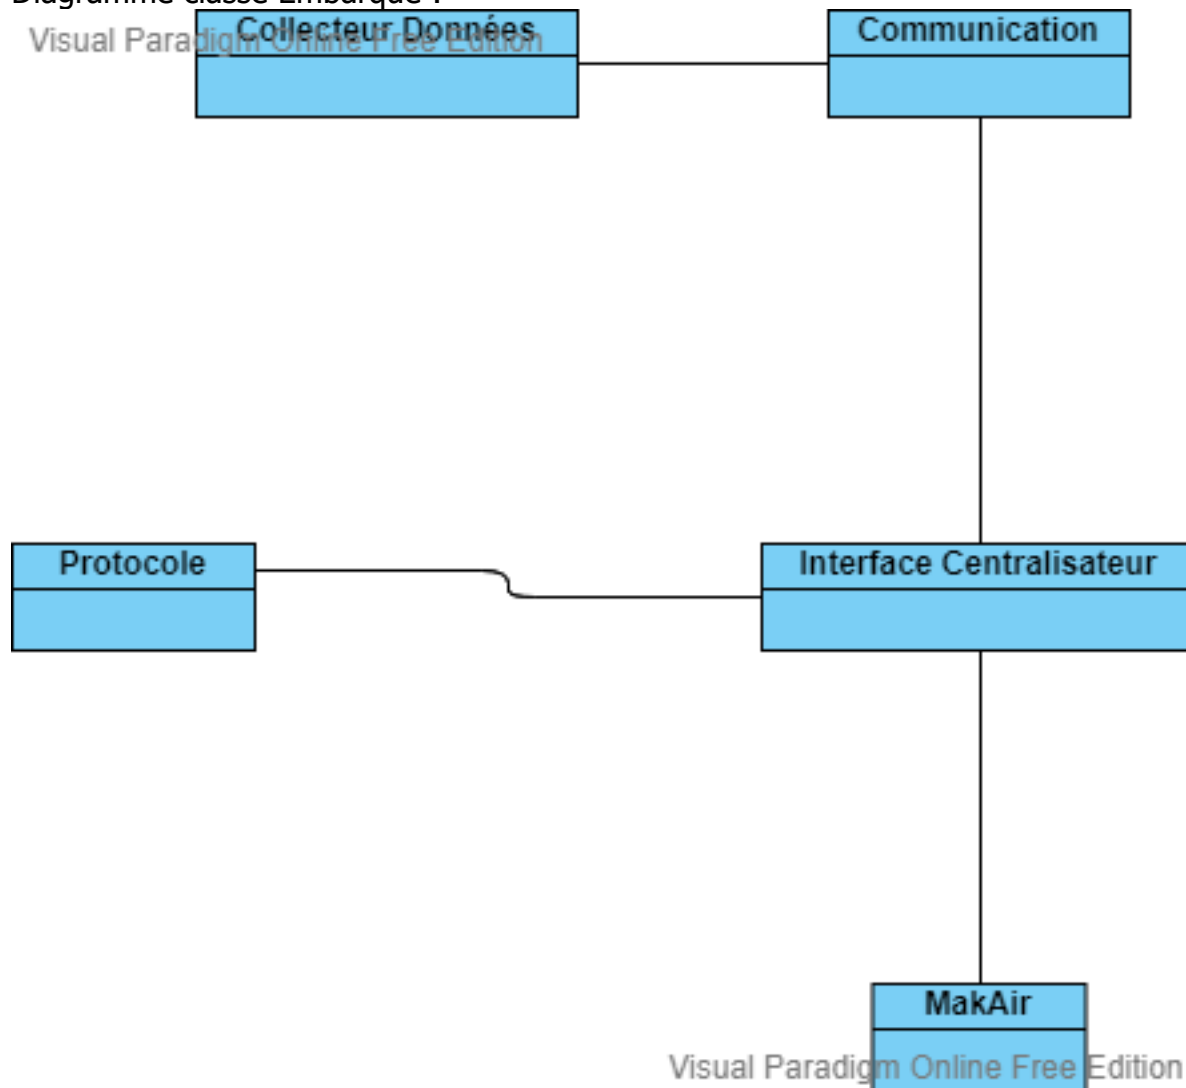 Diagramme classe Embarqué :
Collecteur Données
Visual Paradigm Online Free Edition
Communication
Protocole
Interface Centralisateur
MakAir
Visual Paradigm Online Free Edition